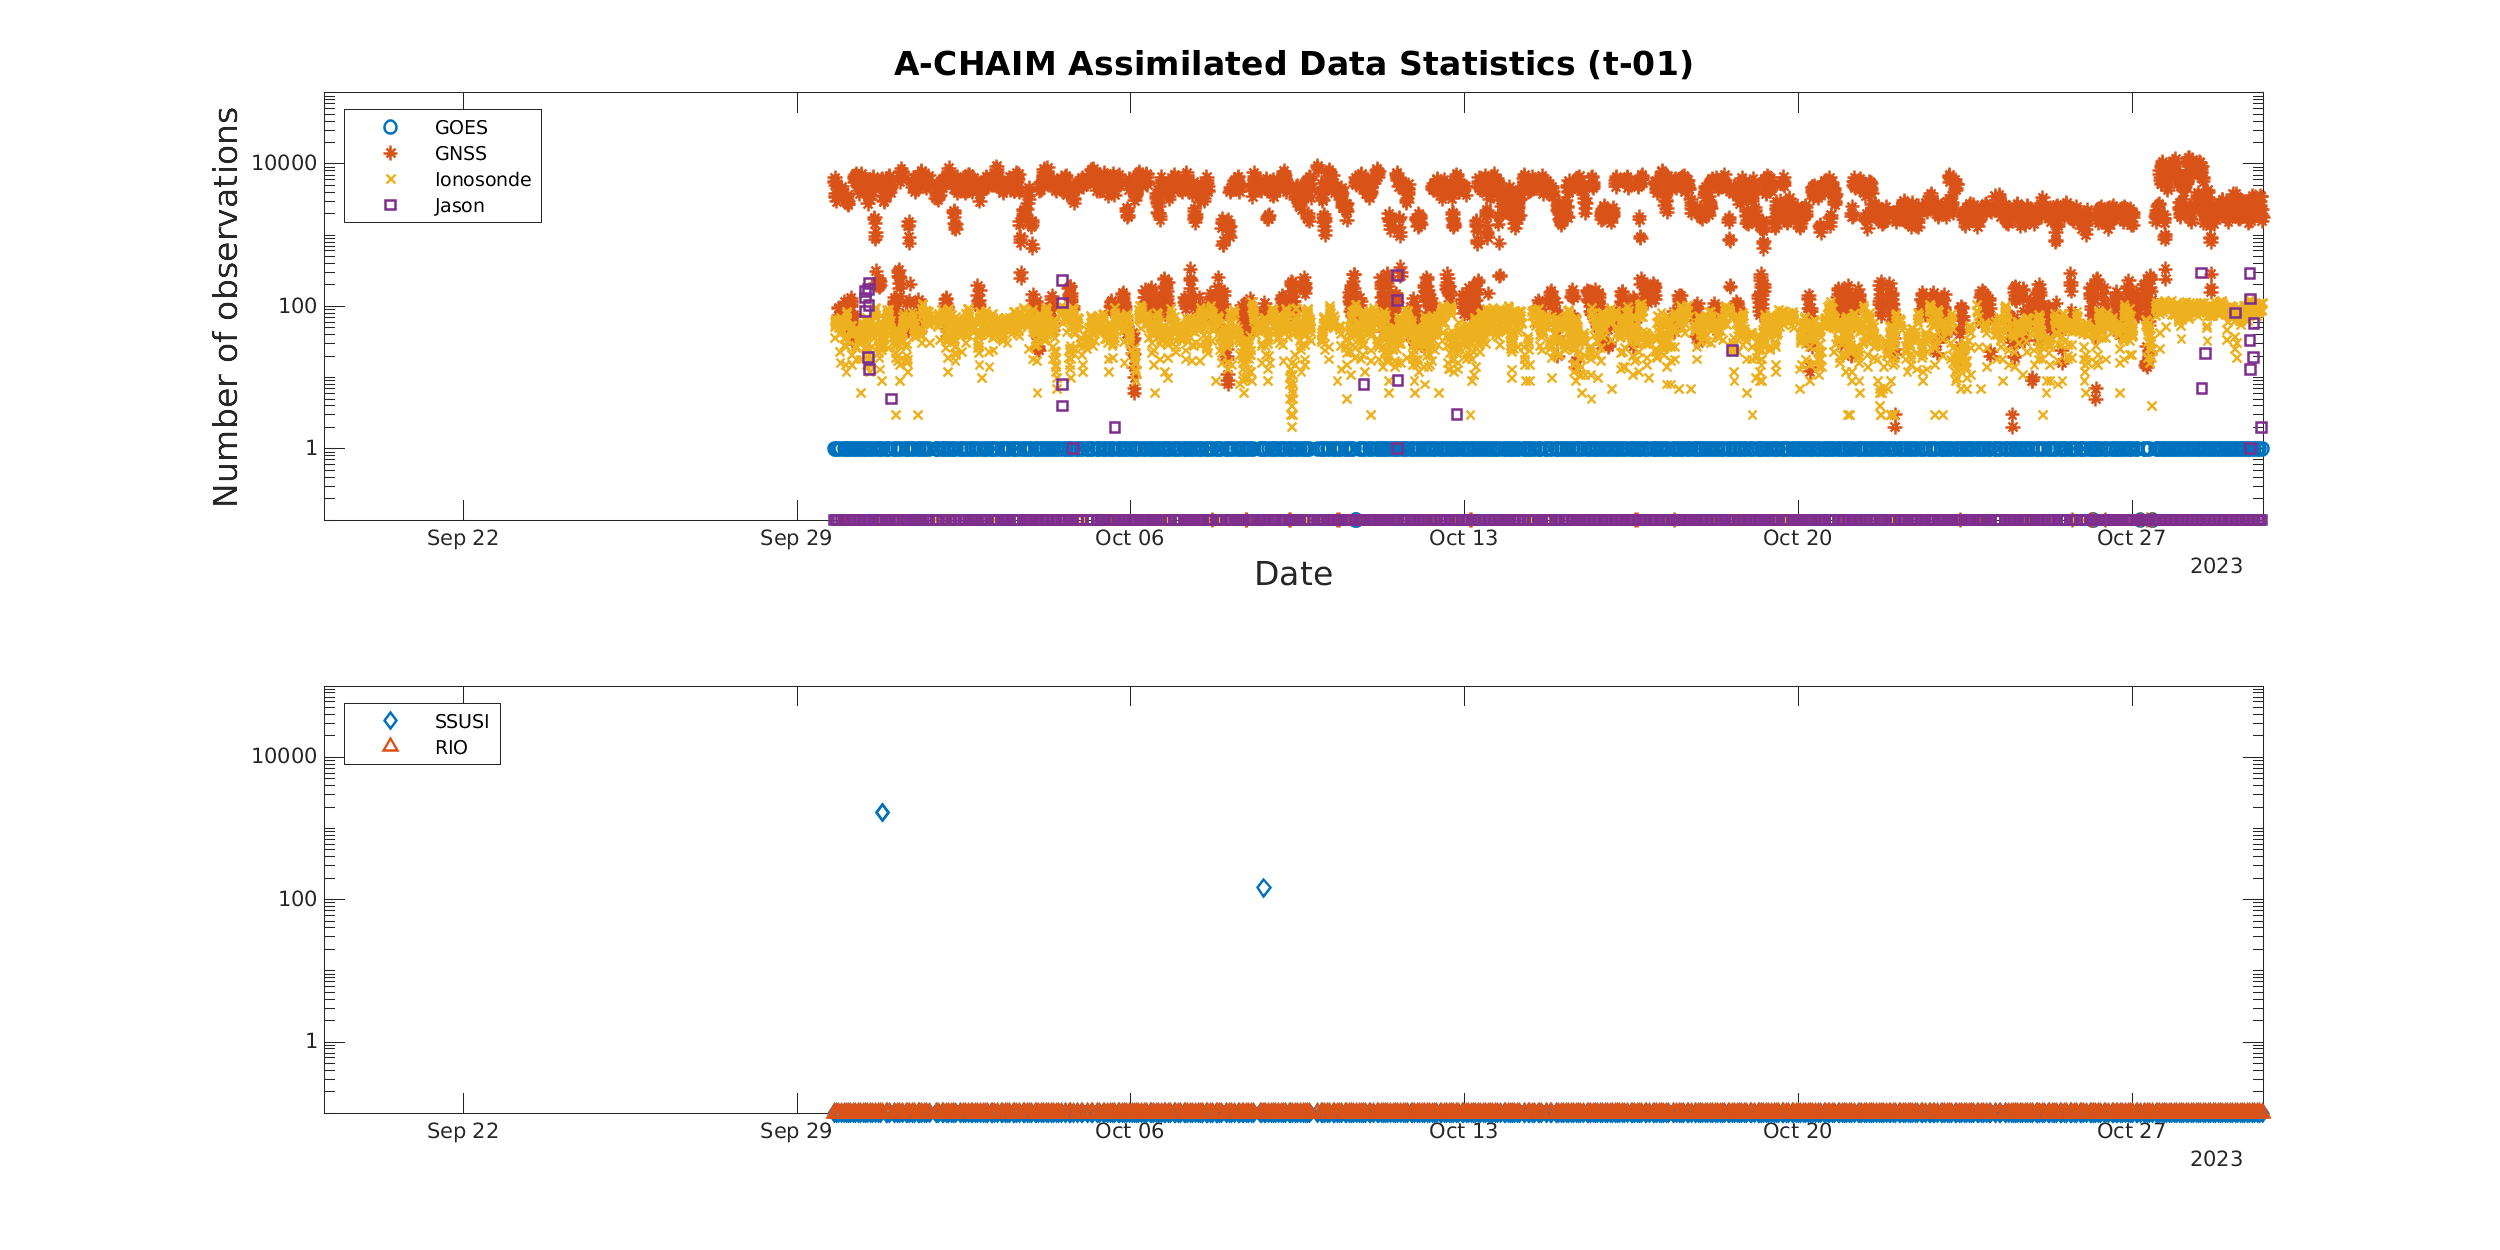 A-CHAIM Assimilated Data Statistics (t-01)
Number of observations
10000
100
1
GOES
GNSS
Ionosonde
Jason
Sep 22
Sep 29
Oct 06
Oct 13
Oct 20
Oct 27
2023
Date
10000
100
1
SSUSI
RIO
Sep 22
Sep 29
Oct 06
Oct 13
Oct 20
Oct 27
2023